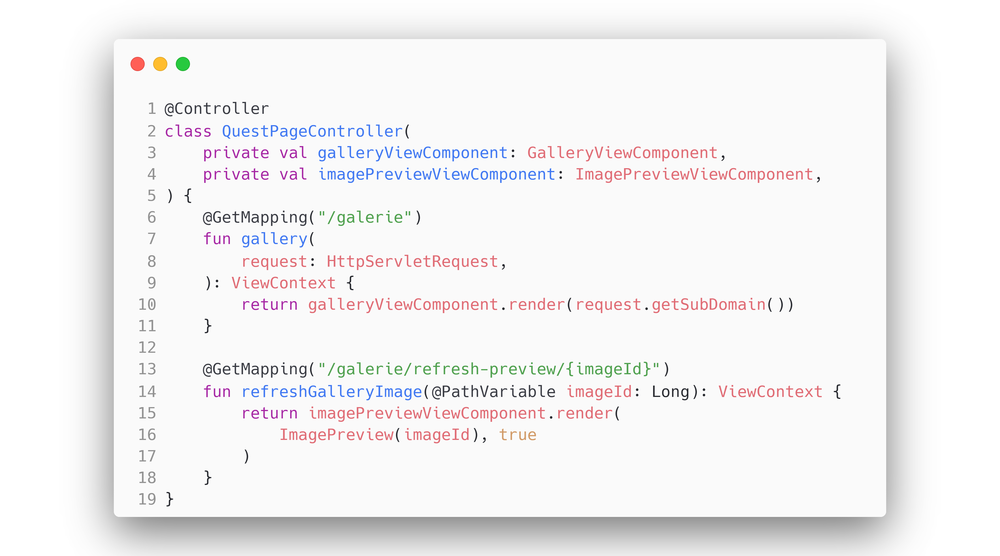 1 @Controller
2 class QuestPageController(
3     private val galleryViewComponent: GalleryViewComponent,
4     private val imagePreviewViewComponent: ImagePreviewViewComponent,
5 ) {
6     @GetMapping("/galerie")
7     fun gallery(
8         request: HttpServletRequest,
9     ): ViewContext {
10         return galleryViewComponent.render(request.getSubDomain())
11     }
12
13     @GetMapping("/galerie/refresh-preview/{imageId}")
14     fun refreshGalleryImage(@PathVariable imageId: Long): ViewContext {
15         return imagePreviewViewComponent.render(
16             ImagePreview(imageId), true
17         )
18     }
19 }